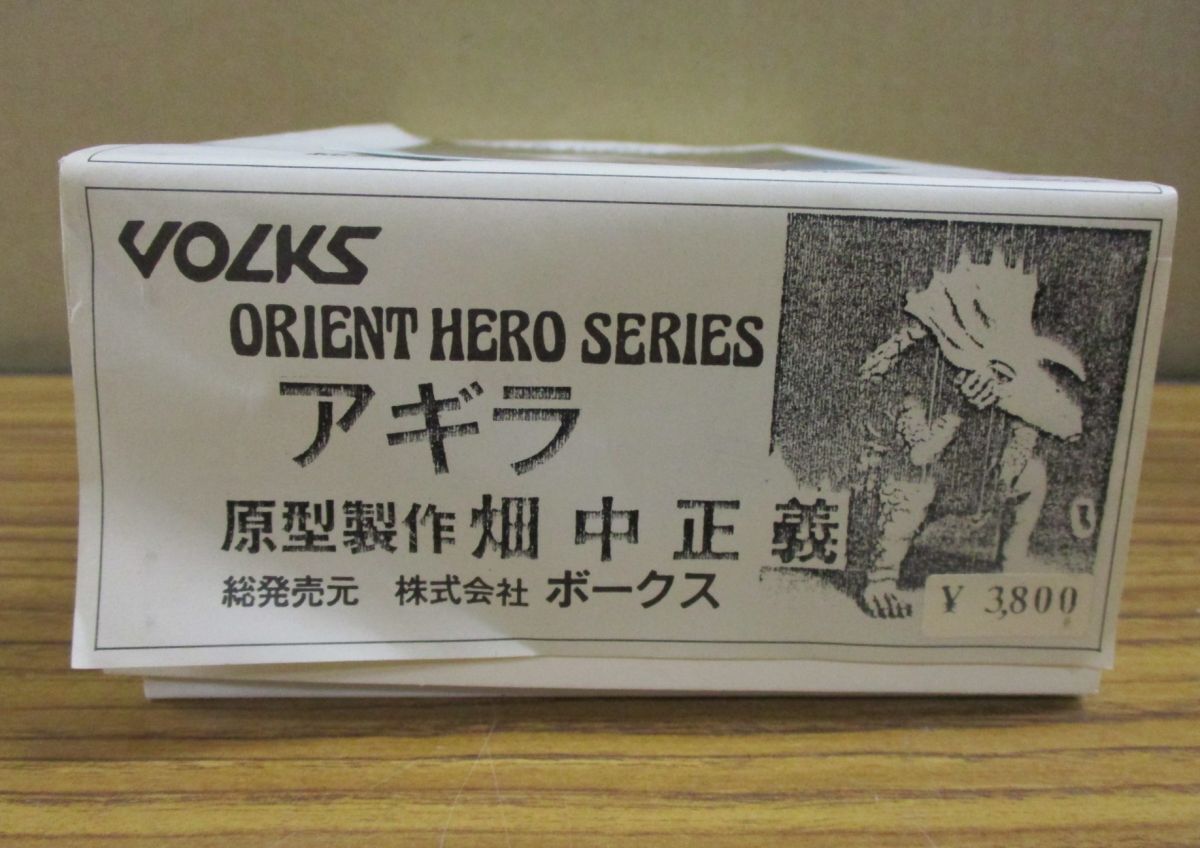 VOLKS
ORIENT HERO SERIES
アギラ
原型製作 畑中正義
総発売元 株式会社 ボークス
¥ 3,800